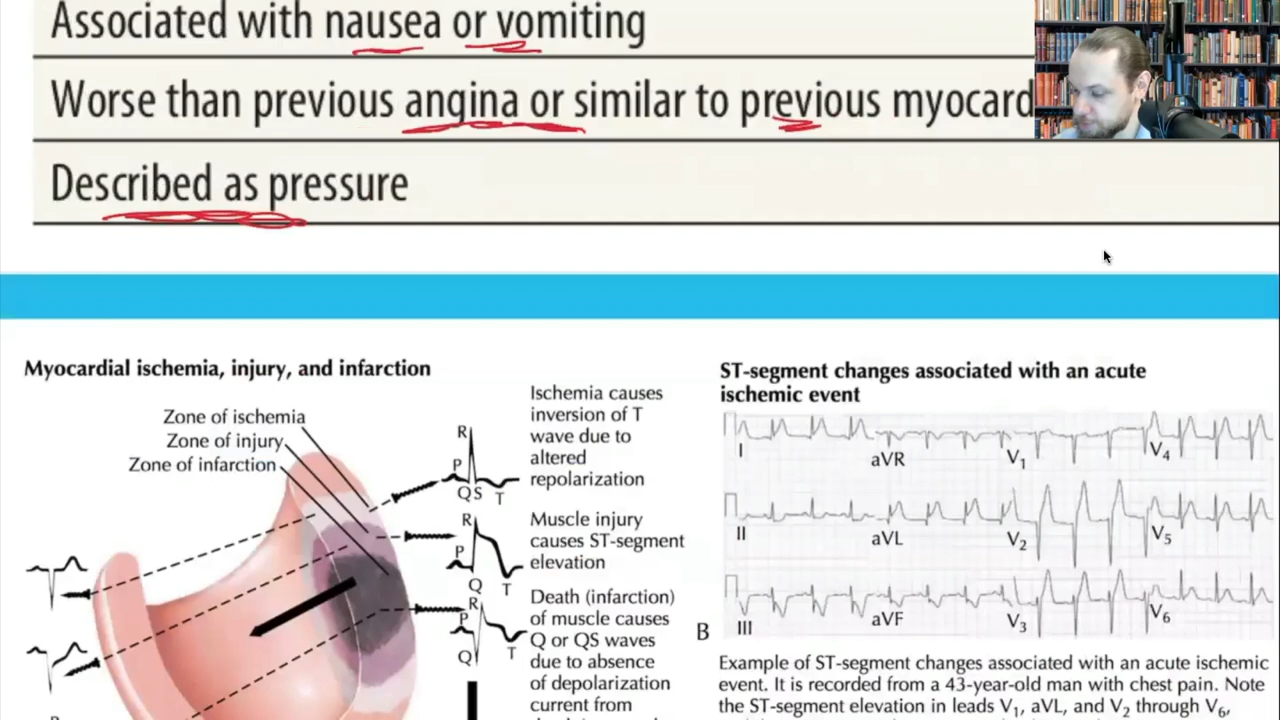 Associated with nausea or vomiting
Worse than previous angina or similar to previous myocard
Described as pressure
Myocardial ischemia, injury, and infarction
Zone of ischemia
Zone of injury
Zone of infarction
R
P
Q S T
Ischemia causes
inversion of T
wave due to
altered
repolarization
R
P
Q T
Muscle injury
causes ST-segment
elevation
R
P
Q T
Death (infarction)
of muscle causes
Q or QS waves
due to absence
of depolarization
current from
ST-segment changes associated with an acute
ischemic event
I aVR V1 V4
II aVL V2 V5
III aVF V3 V6
B
Example of ST-segment changes associated with an acute ischemic
event. It is recorded from a 43-year-old man with chest pain. Note
the ST-segment elevation in leads V1, aVL, and V2 through V6,